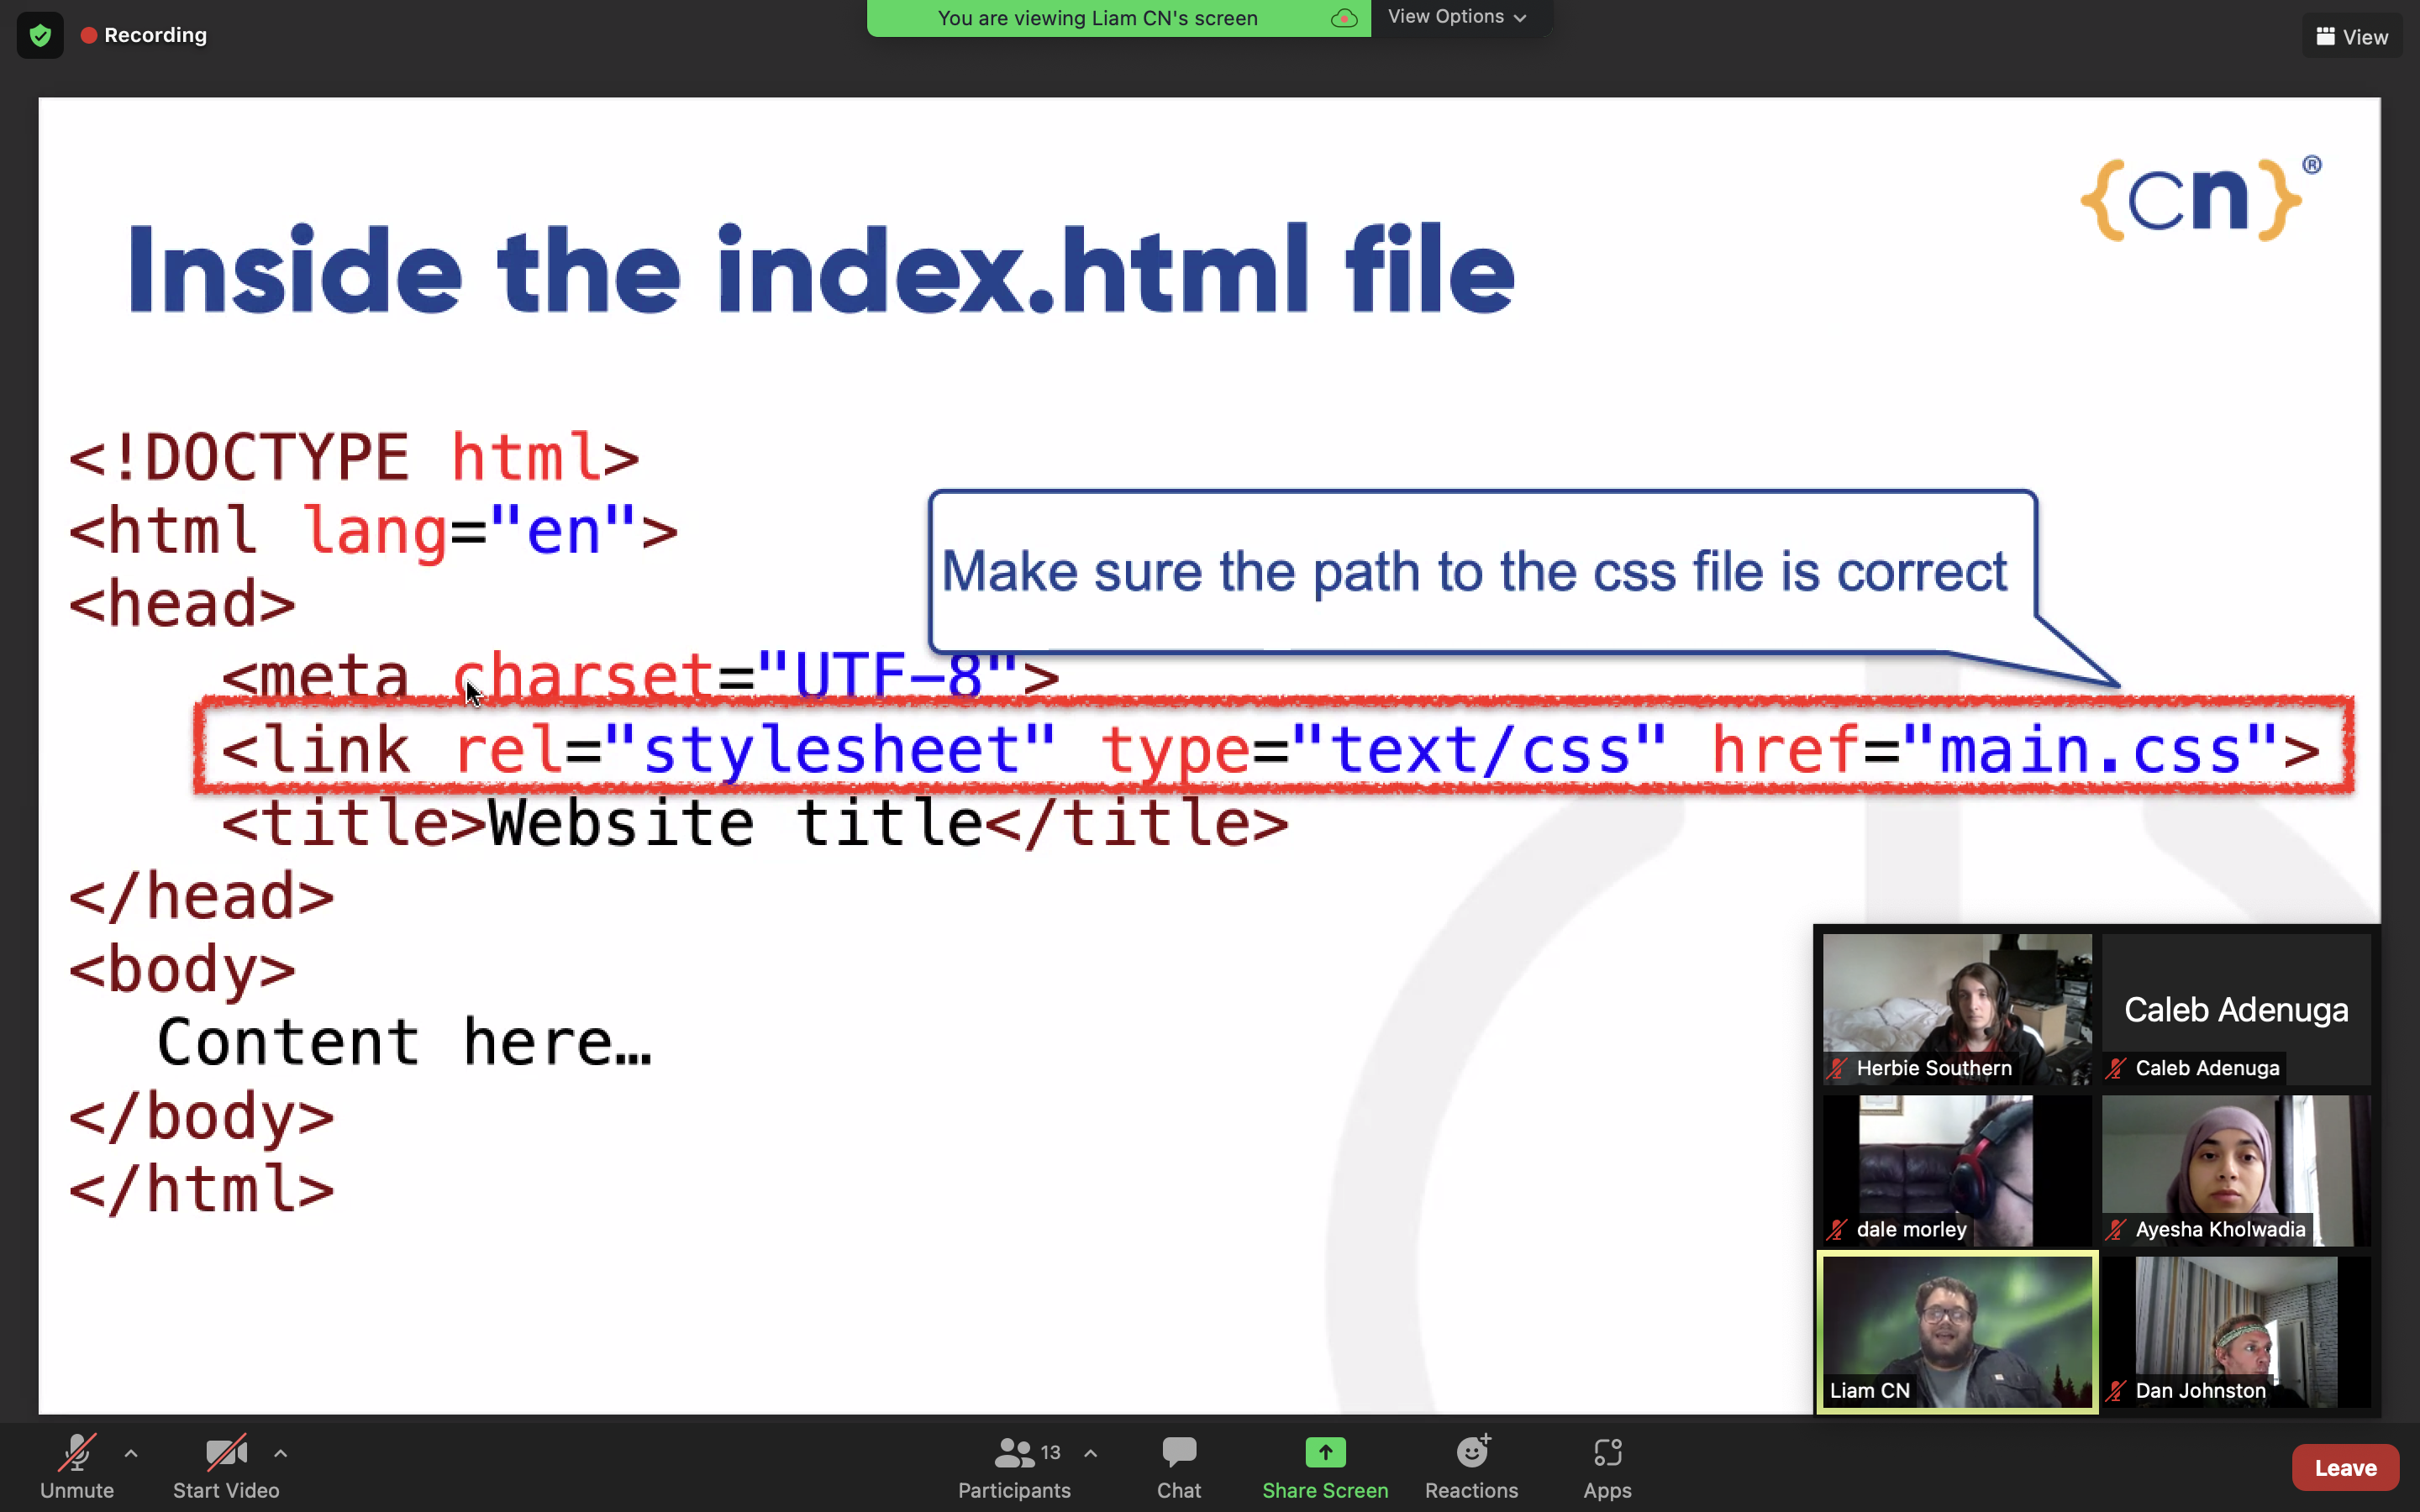 Recording
You are viewing Liam CN's screen
View Options
View
{cn}®
Inside the index.html file
<!DOCTYPE html>
<html lang="en">
<head>
Make sure the path to the css file is correct
<meta charset="UTF-8">
<link rel="stylesheet" type="text/css" href="main.css">
<title>Website title</title>
</head>
<body>
Content here…
</body>
</html>
Caleb Adenuga
Herbie Southern
Caleb Adenuga
dale morley
Ayesha Kholwadia
Liam CN
Dan Johnston
Unmute
Start Video
13
Participants
Chat
Share Screen
Reactions
Apps
Leave